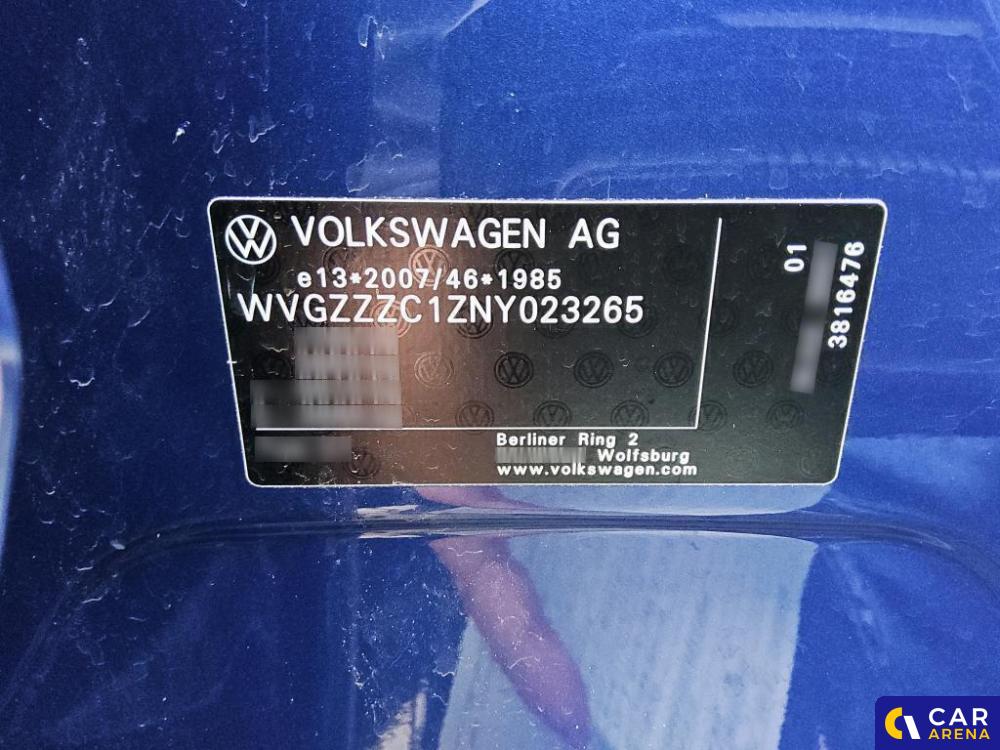 VOLKSWAGEN AG
e13*2007/46*1985
WVGZZZC1ZNY023265
Berliner Ring 2
Wolfsburg
www.volkswagen.com
01
3816476
CAR
ARENA